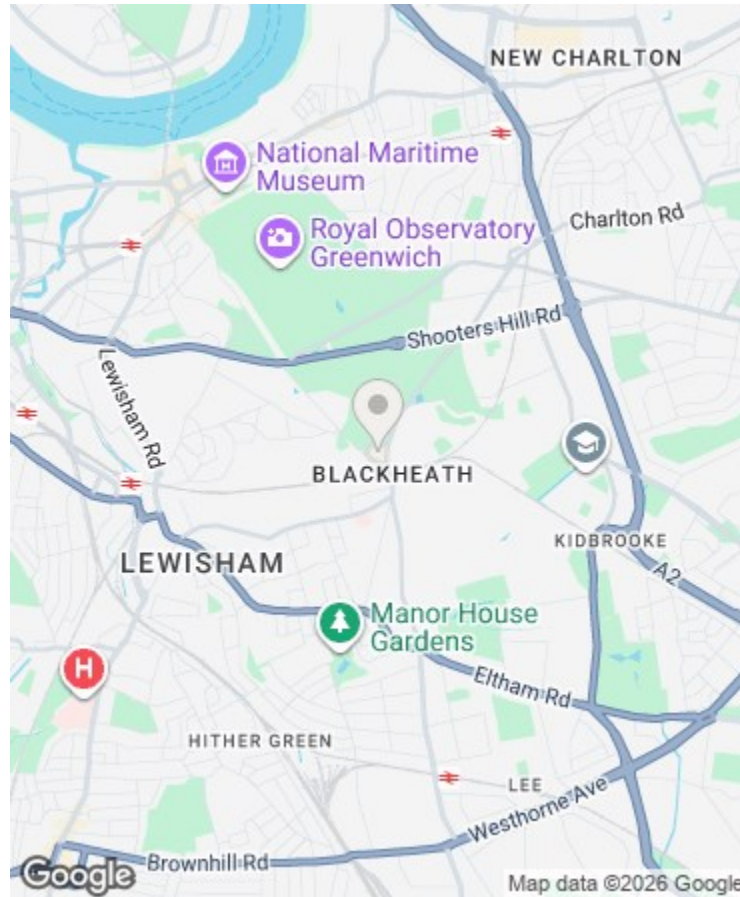 NEW CHARLTON
National Maritime
Museum
Charlton Rd
Royal Observatory
Greenwich
Shooters Hill Rd
Lewisham Rd
BLACKHEATH
KIDBROOKE
LEWISHAM
A2
Manor House
Gardens
H
Eltham Rd
HITHER GREEN
LEE
Westhorne Ave
Brownhill Rd
Google
Map data ©2026 Google